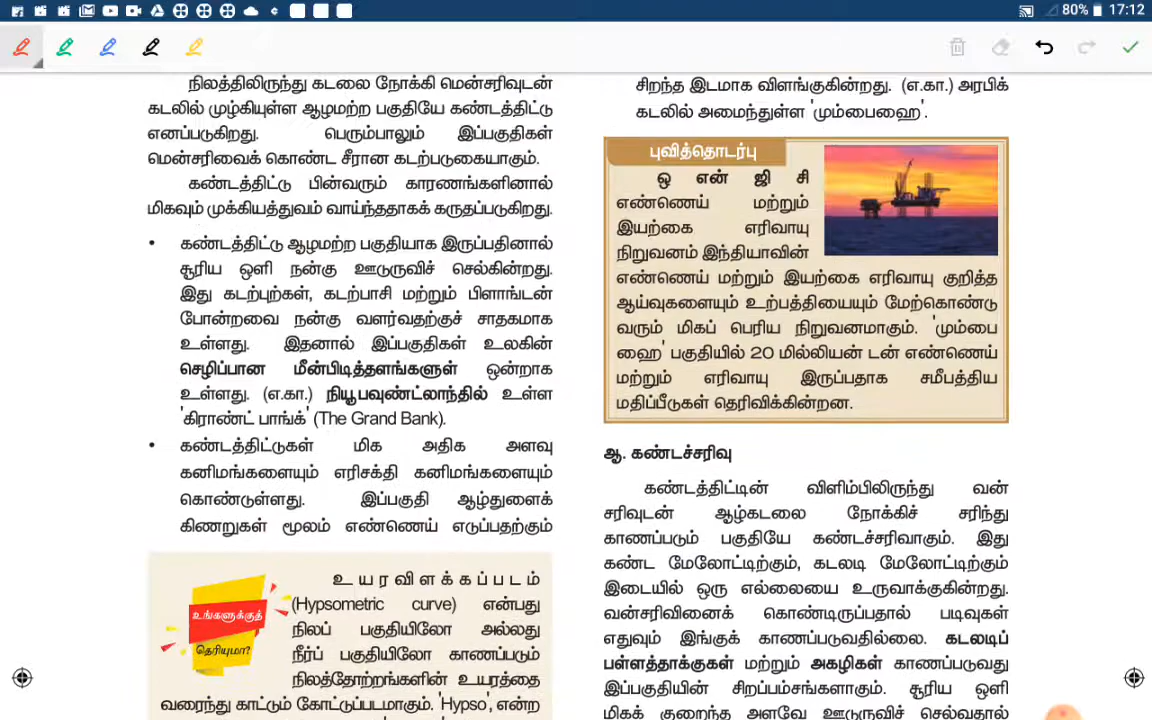 80% 17:12
நிலத்திலிருந்து கடலை நோக்கி மென்சரிவுடன்
கடலில் முழ்கியுள்ள ஆழமற்ற பகுதியே கண்டத்திட்டு
எனப்படுகிறது. பெரும்பாலும் இப்பகுதிகள்
மென்சரிவைக் கொண்ட சீரான கடற்படுகையாகும்.
கண்டத்திட்டு பின்வரும் காரணங்களினால்
மிகவும் முக்கியத்துவம் வாய்ந்ததாகக் கருதப்படுகிறது.
• கண்டத்திட்டு ஆழமற்ற பகுதியாக இருப்பதினால்
சூரிய ஒளி நன்கு ஊடுருவிச் செல்கின்றது.
இது கடற்புற்கள், கடற்பாசி மற்றும் பிளாங்டன்
போன்றவை நன்கு வளர்வதற்குச் சாதகமாக
உள்ளது. இதனால் இப்பகுதிகள் உலகின்
செழிப்பான மீன்பிடித்தளங்களுள் ஒன்றாக
உள்ளது. (எ.கா.) நியூபவுண்ட்லாந்தில் உள்ள
'கிராண்ட் பாங்க்' (The Grand Bank).
• கண்டத்திட்டுகள் மிக அதிக அளவு
கனிமங்களையும் எரிசக்தி கனிமங்களையும்
கொண்டுள்ளது. இப்பகுதி ஆழ்துளைக்
கிணறுகள் மூலம் எண்ணெய் எடுப்பதற்கும்
உங்களுக்குத்
தெரியுமா?
உயரவிளக்கப்படம்
(Hypsometric curve) என்பது
நிலப் பகுதியிலோ அல்லது
நீர்ப் பகுதியிலோ காணப்படும்
நிலத்தோற்றங்களின் உயரத்தை
வரைந்து காட்டும் கோட்டுப்படமாகும். 'Hypso', என்ற
சிறந்த இடமாக விளங்குகின்றது. (எ.கா.) அரபிக்
கடலில் அமைந்துள்ள 'மும்பைஹை'.
புவித்தொடர்பு
ஒ என் ஜி சி
எண்ணெய் மற்றும்
இயற்கை எரிவாயு
நிறுவனம் இந்தியாவின்
எண்ணெய் மற்றும் இயற்கை எரிவாயு குறித்த
ஆய்வுகளையும் உற்பத்தியையும் மேற்கொண்டு
வரும் மிகப் பெரிய நிறுவனமாகும். 'மும்பை
ஹை' பகுதியில் 20 மில்லியன் டன் எண்ணெய்
மற்றும் எரிவாயு இருப்பதாக சமீபத்திய
மதிப்பீடுகள் தெரிவிக்கின்றன.
ஆ. கண்டச்சரிவு
கண்டத்திட்டின் விளிம்பிலிருந்து வன்
சரிவுடன் ஆழ்கடலை நோக்கிச் சரிந்து
காணப்படும் பகுதியே கண்டச்சரிவாகும். இது
கண்ட மேலோட்டிற்கும், கடலடி மேலோட்டிற்கும்
இடையில் ஒரு எல்லையை உருவாக்குகின்றது.
வன்சரிவினைக் கொண்டிருப்பதால் படிவுகள்
எதுவும் இங்குக் காணப்படுவதில்லை. கடலடிப்
பள்ளத்தாக்குகள் மற்றும் அகழிகள் காணப்படுவது
இப்பகுதியின் சிறப்பம்சங்களாகும். சூரிய ஒளி
மிகக் குறைந்த அளவே ஊடுருவிச் செல்வதால்